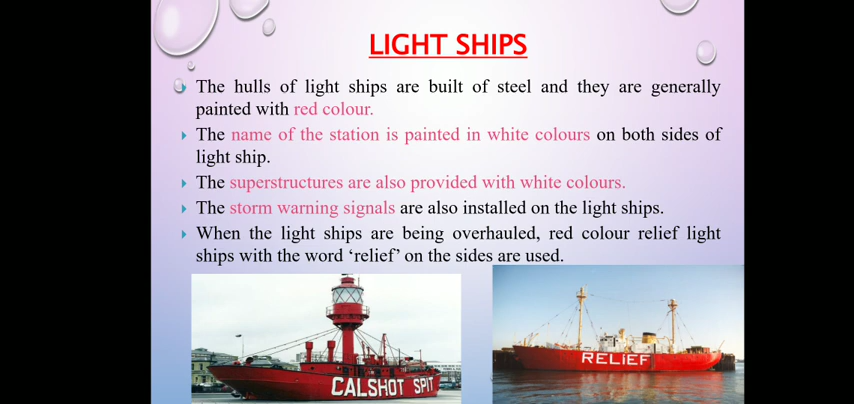 LIGHT SHIPS
The hulls of light ships are built of steel and they are generally
painted with red colour.
The name of the station is painted in white colours on both sides of
light ship.
The superstructures are also provided with white colours.
The storm warning signals are also installed on the light ships.
When the light ships are being overhauled, red colour relief light
ships with the word ‘relief’ on the sides are used.
CALSHOT SPIT
RELiEF